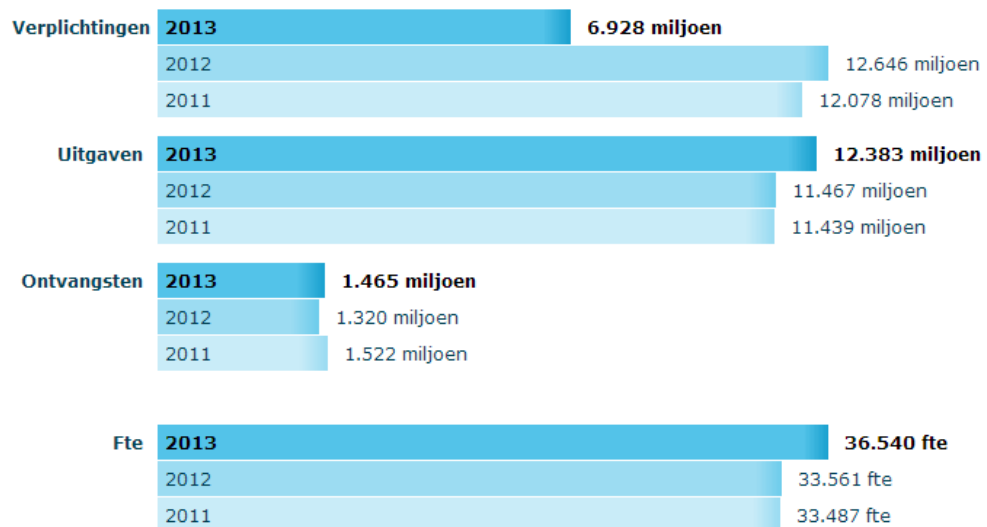 Verplichtingen 2013 6.928 miljoen
2012 12.646 miljoen
2011 12.078 miljoen
Uitgaven 2013 12.383 miljoen
2012 11.467 miljoen
2011 11.439 miljoen
Ontvangsten 2013 1.465 miljoen
2012 1.320 miljoen
2011 1.522 miljoen
Fte 2013 36.540 fte
2012 33.561 fte
2011 33.487 fte